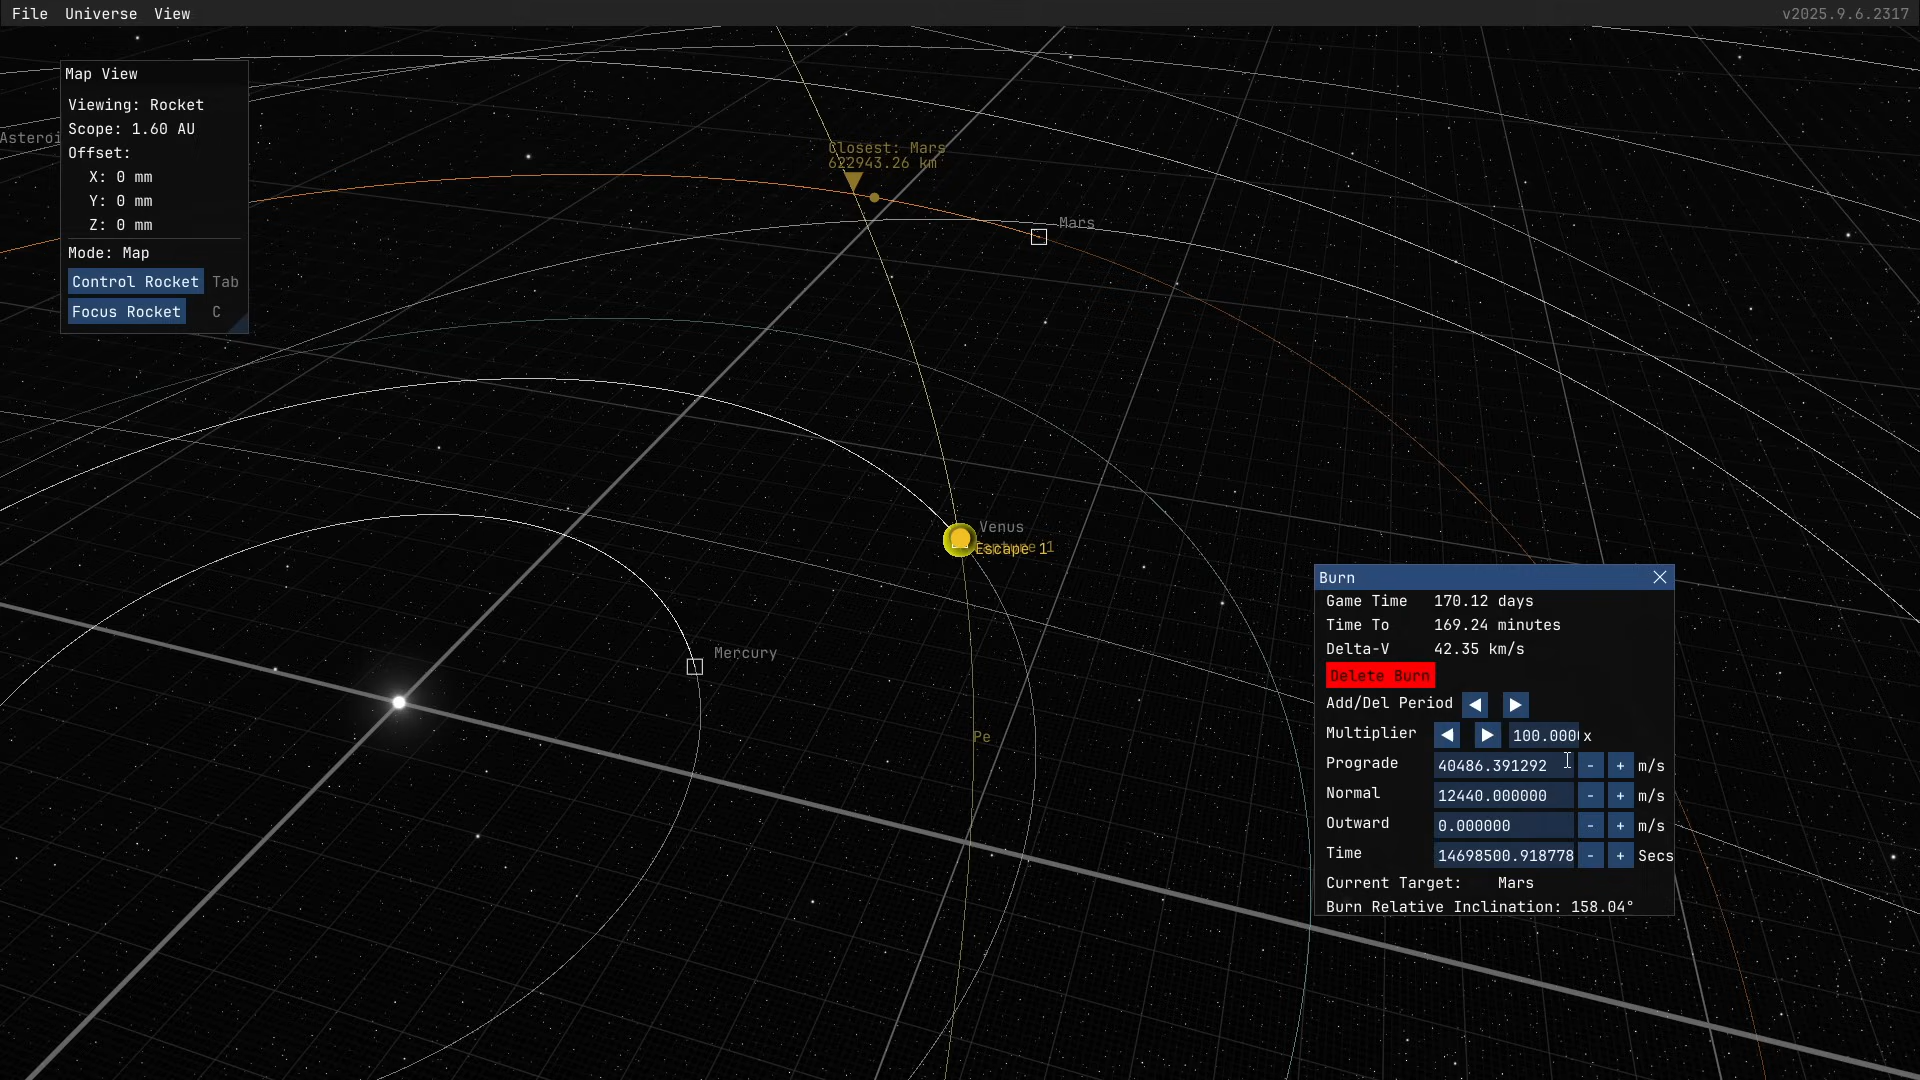 File Universe View
v2025.9.6.2317
Map View
Viewing: Rocket
Scope: 1.60 AU
Offset:
X: 0 mm
Y: 0 mm
Z: 0 mm
Mode: Map
Control Rocket Tab
Focus Rocket C
Asteroi
Closest: Mars
622943.26 km
Mars
Venus
Escape 1
Mercury
Pe
Burn
Game Time 170.12 days
Time To 169.24 minutes
Delta-V 42.35 km/s
Delete Burn
Add/Del Period
Multiplier 100.000 x
Prograde 40486.391292 - + m/s
Normal 12440.000000 - + m/s
Outward 0.000000 - + m/s
Time 14698500.918778 - + Secs
Current Target: Mars
Burn Relative Inclination: 158.04°